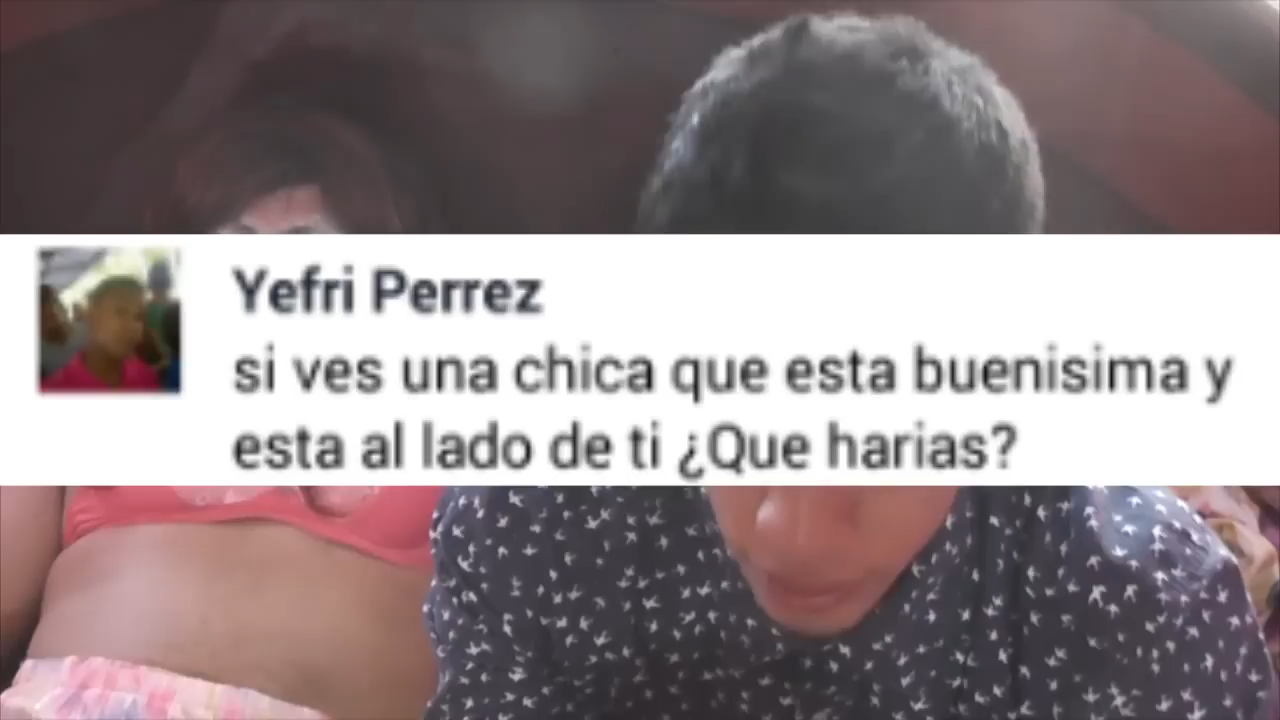 Yefri Perrez
si ves una chica que esta buenisima y
esta al lado de ti ¿Que harias?